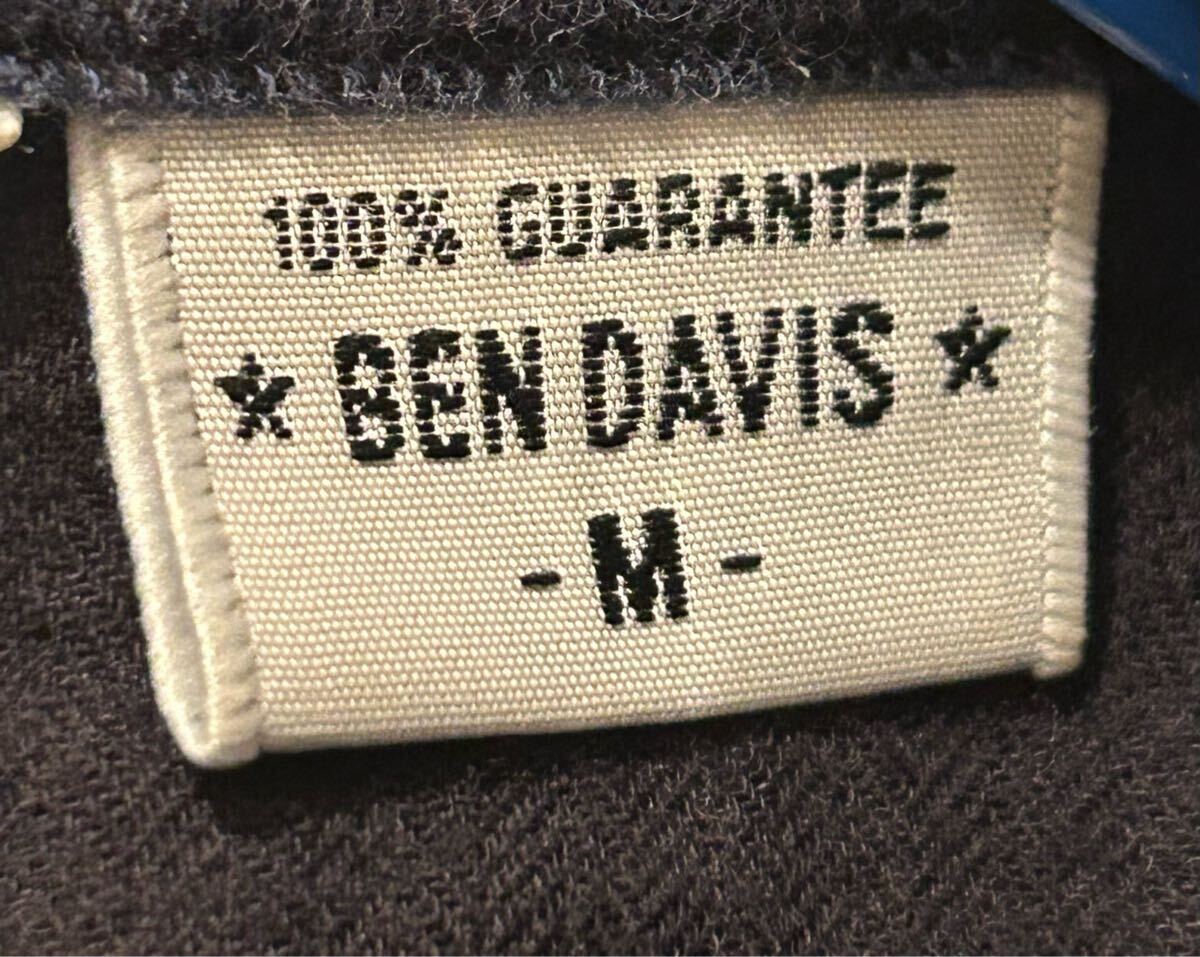 100% GUARANTEE
★ BEN DAVIS ★
- M -